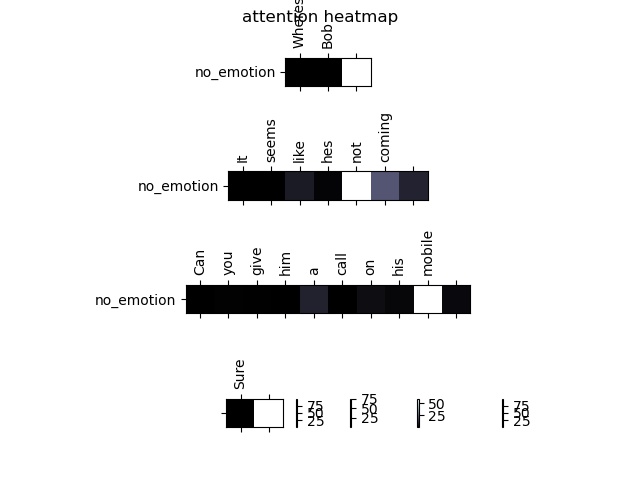 attention heatmap
Wheres Bob
no_emotion
It seems like hes not coming
no_emotion
Can you give him a call on his mobile
no_emotion
Sure
75 75 50 75
50 50 25 50
25 25 25